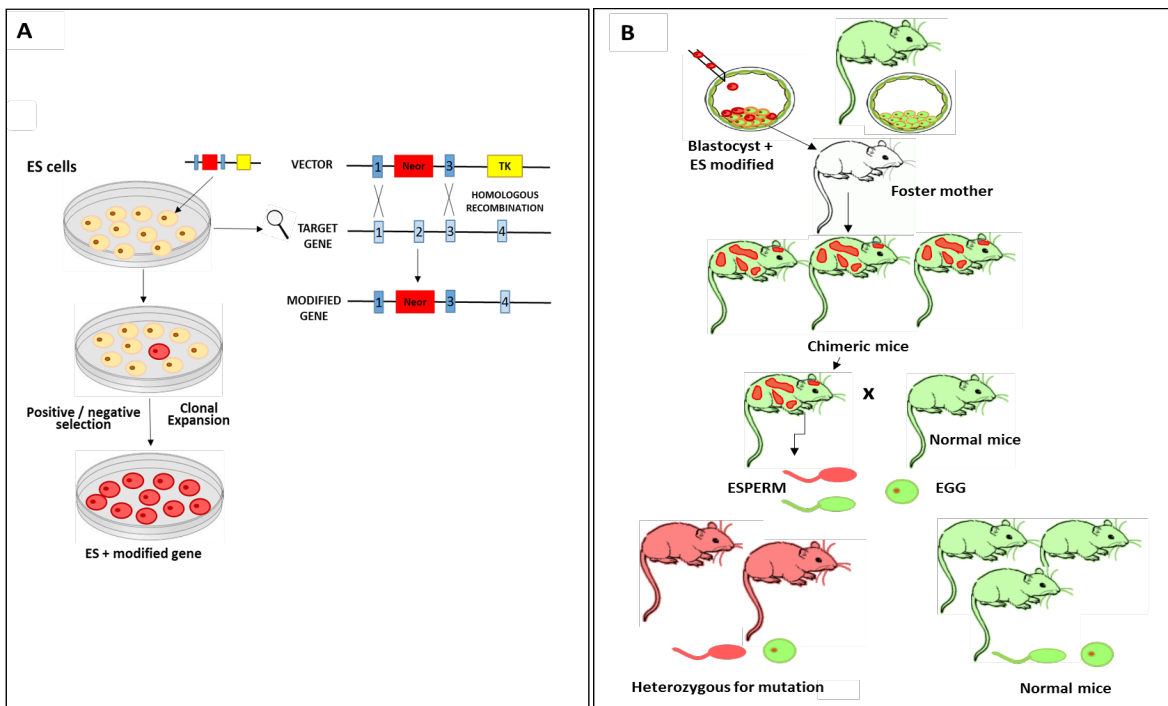 A
ES cells
VECTOR
1
Neor
3
TK
HOMOLOGOUS
RECOMBINATION
TARGET
GENE
1
2
3
4
MODIFIED
GENE
1
Neor
3
4
Positive / negative
selection
Clonal
Expansion
ES + modified gene
B
Blastocyst +
ES modified
Foster mother
Chimeric mice
X
Normal mice
ESPERM
EGG
Heterozygous for mutation
Normal mice